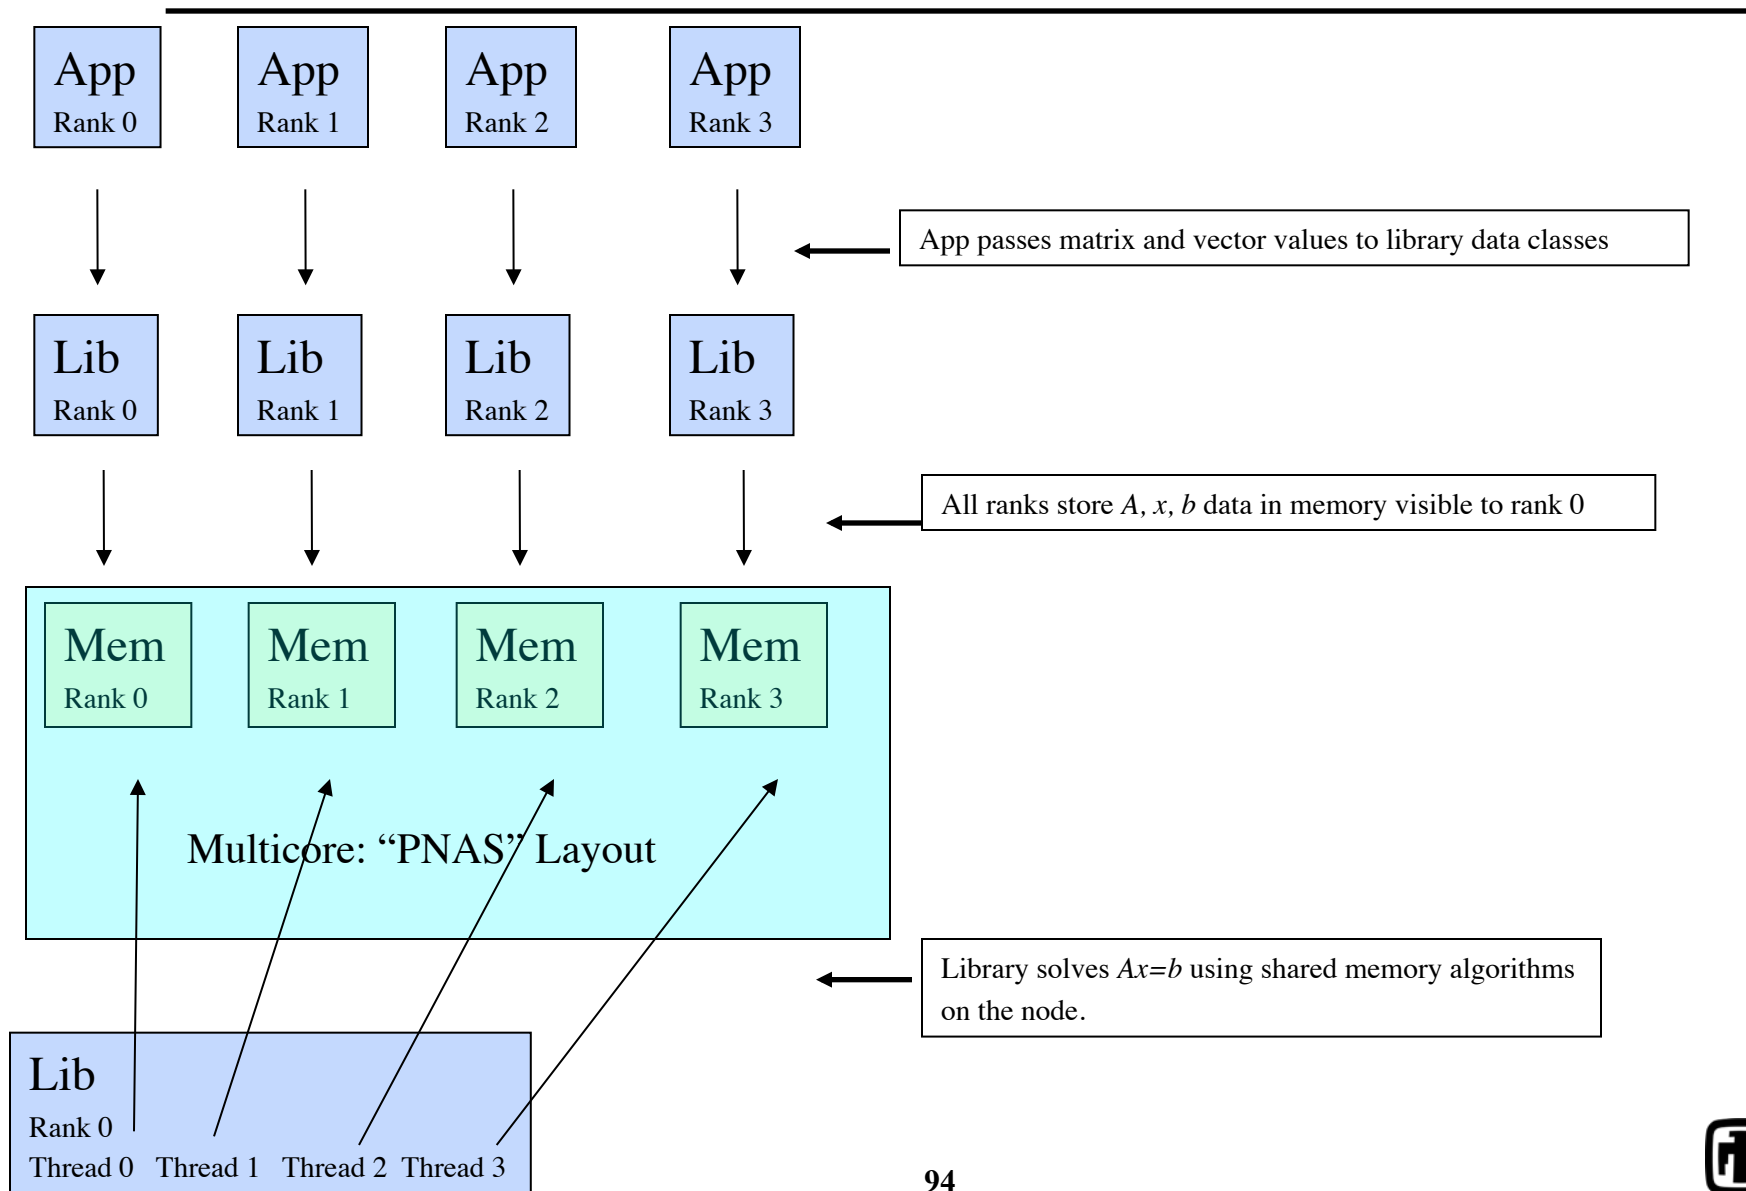 App
Rank 0
App
Rank 1
App
Rank 2
App
Rank 3
App passes matrix and vector values to library data classes
Lib
Rank 0
Lib
Rank 1
Lib
Rank 2
Lib
Rank 3
All ranks store A, x, b data in memory visible to rank 0
Mem
Rank 0
Mem
Rank 1
Mem
Rank 2
Mem
Rank 3
Multicore: “PNAS” Layout
Library solves Ax=b using shared memory algorithms
on the node.
Lib
Rank 0
Thread 0 Thread 1 Thread 2 Thread 3
94